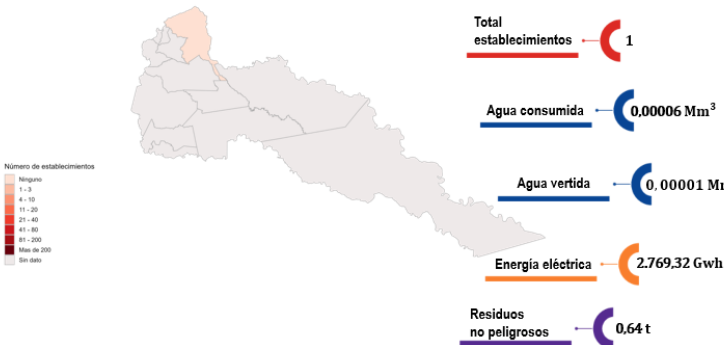 Total
establecimientos
1
Agua consumida
0,00006 Mm³
Agua vertida
0, 00001
Energía eléctrica
2.769,32 Gwh
Residuos
no peligrosos
0,64 t
Número de establecimientos
Ninguno
1 - 3
4 - 10
11 - 20
21 - 40
41 - 80
81 - 200
Mas de 200
Sin dato